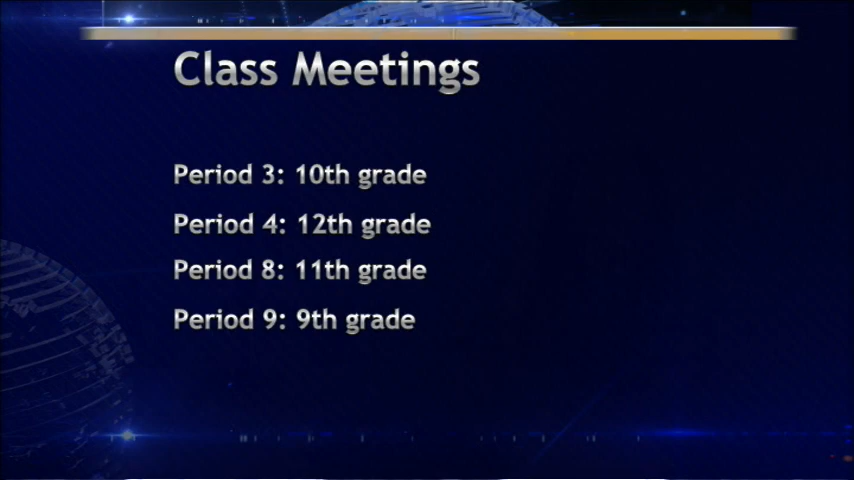 Class Meetings
Period 3: 10th grade
Period 4: 12th grade
Period 8: 11th grade
Period 9: 9th grade